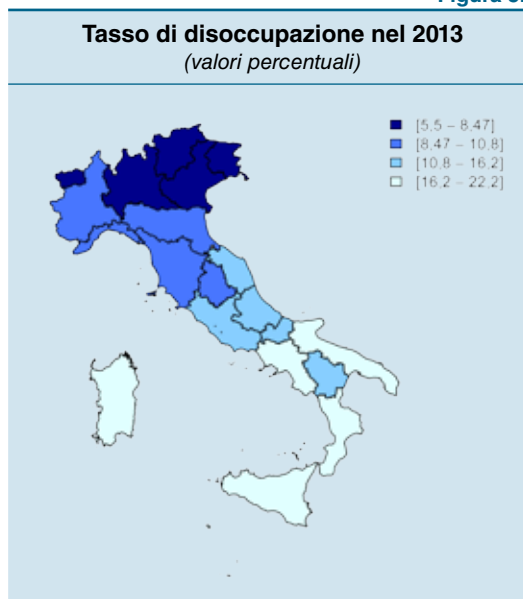 Figura
Tasso di disoccupazione nel 2013
(valori percentuali)
[5,5 – 8,47]
[8,47 – 10,8]
[10,8 – 16,2]
[16,2 – 22,2]